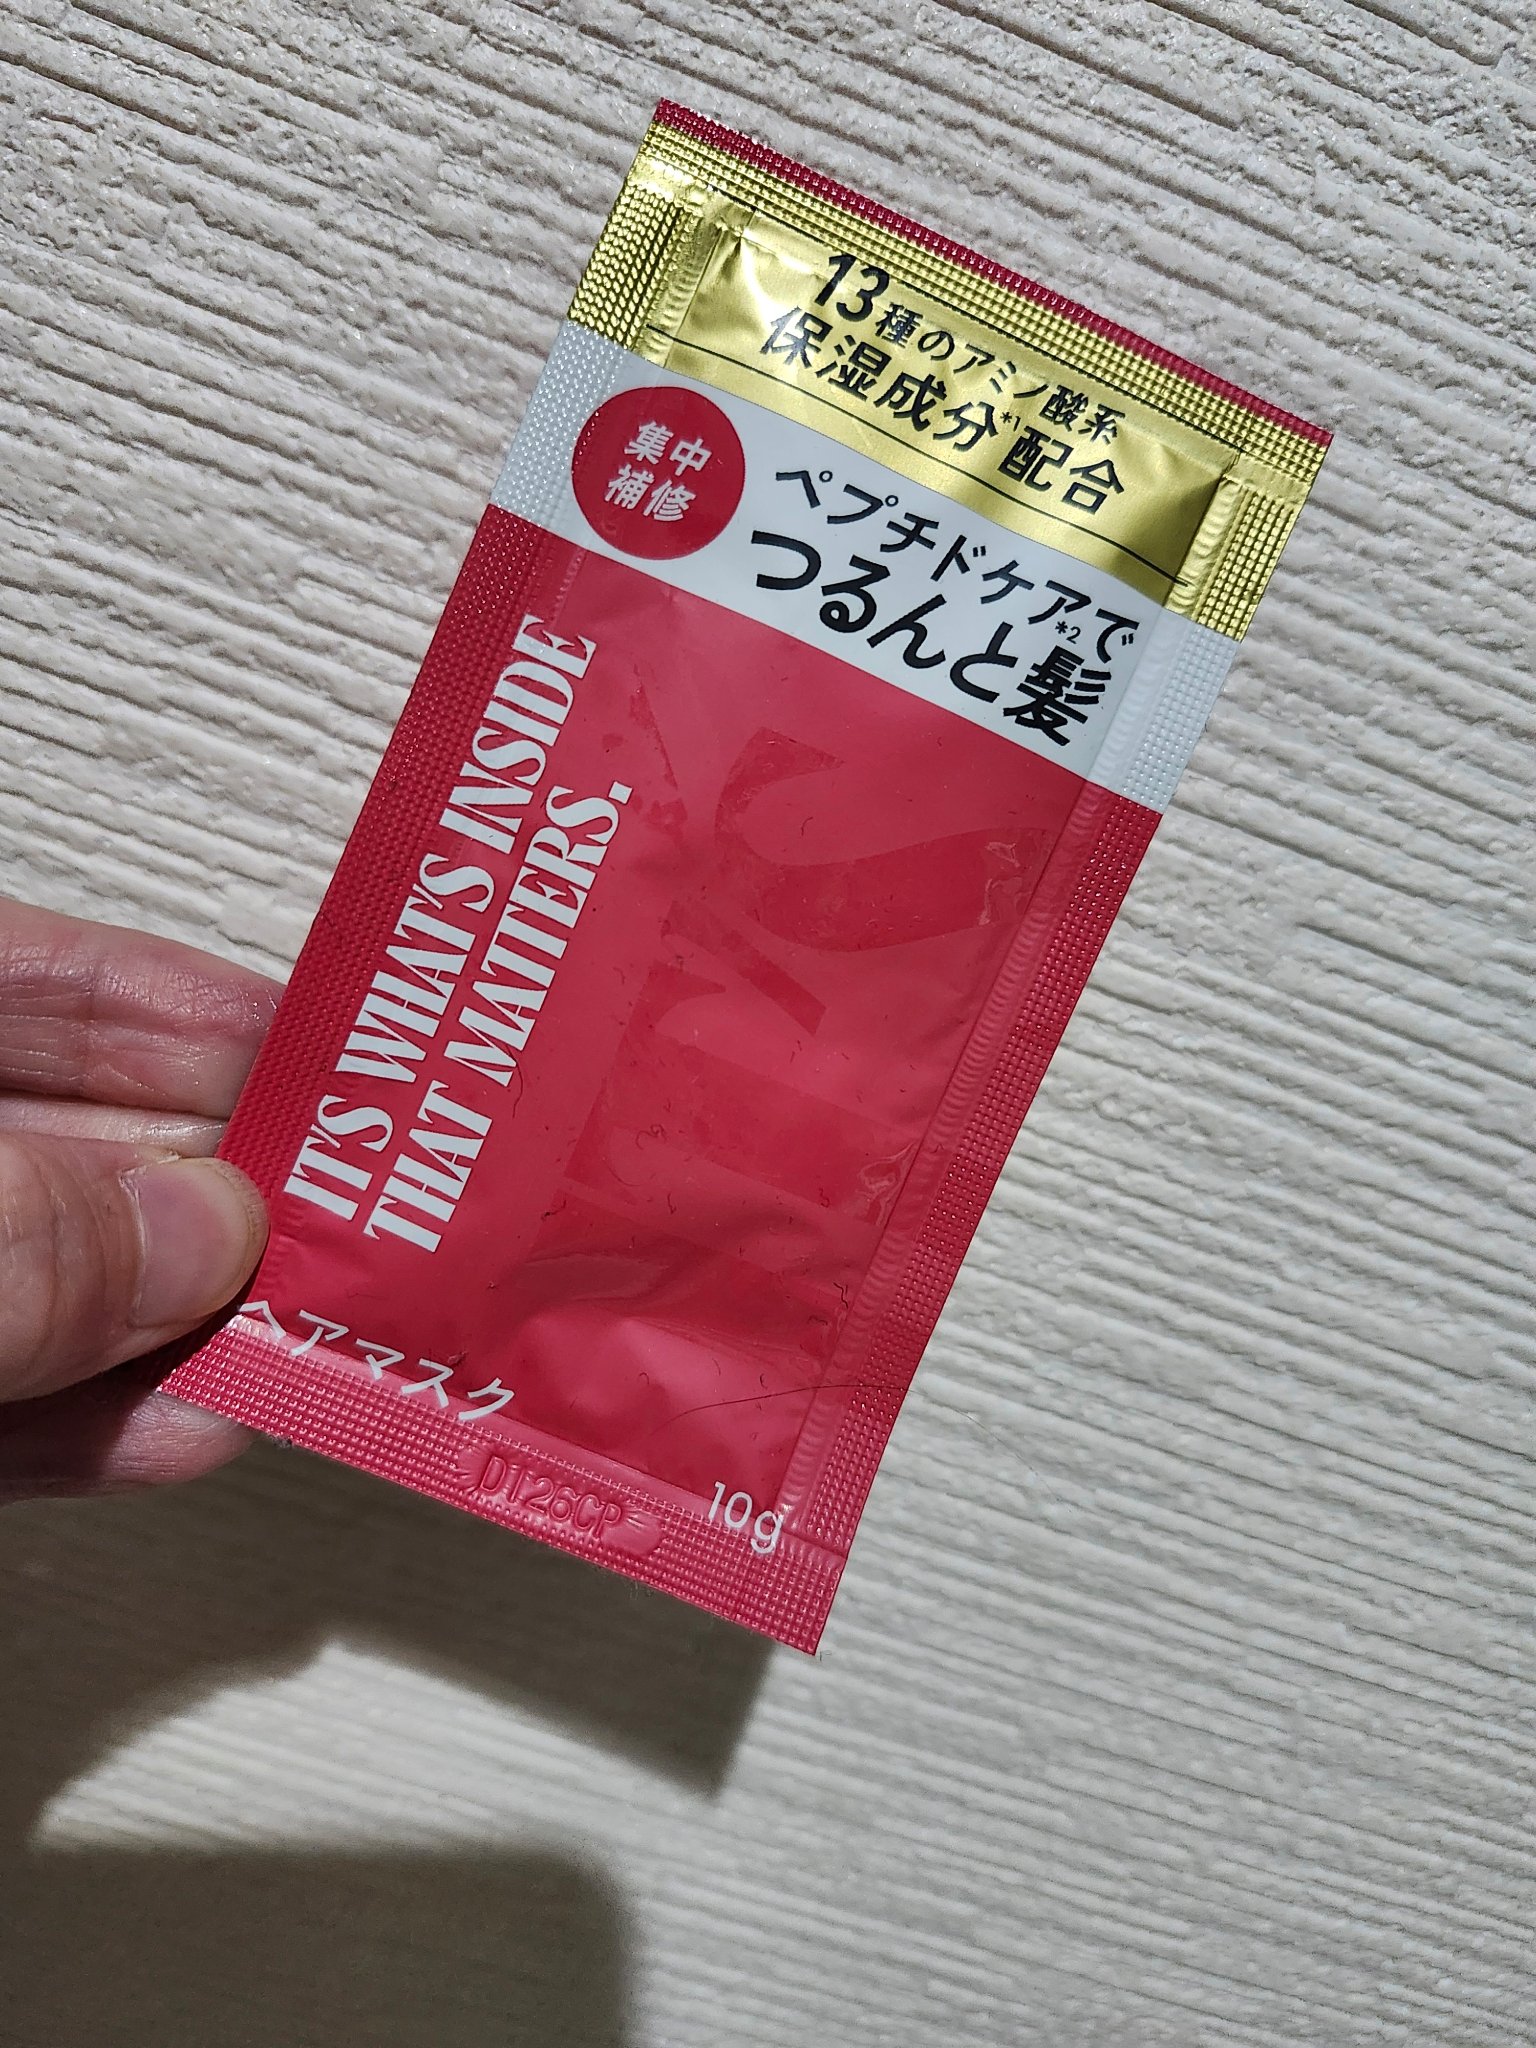 13種のアミノ酸系
保湿成分*1配合
集中
補修
ペプチドケア*2で
つるんと髪
IT'S WHAT'S INSIDE
THAT MATTERS.
ヘアマスク
10g
DT26CP